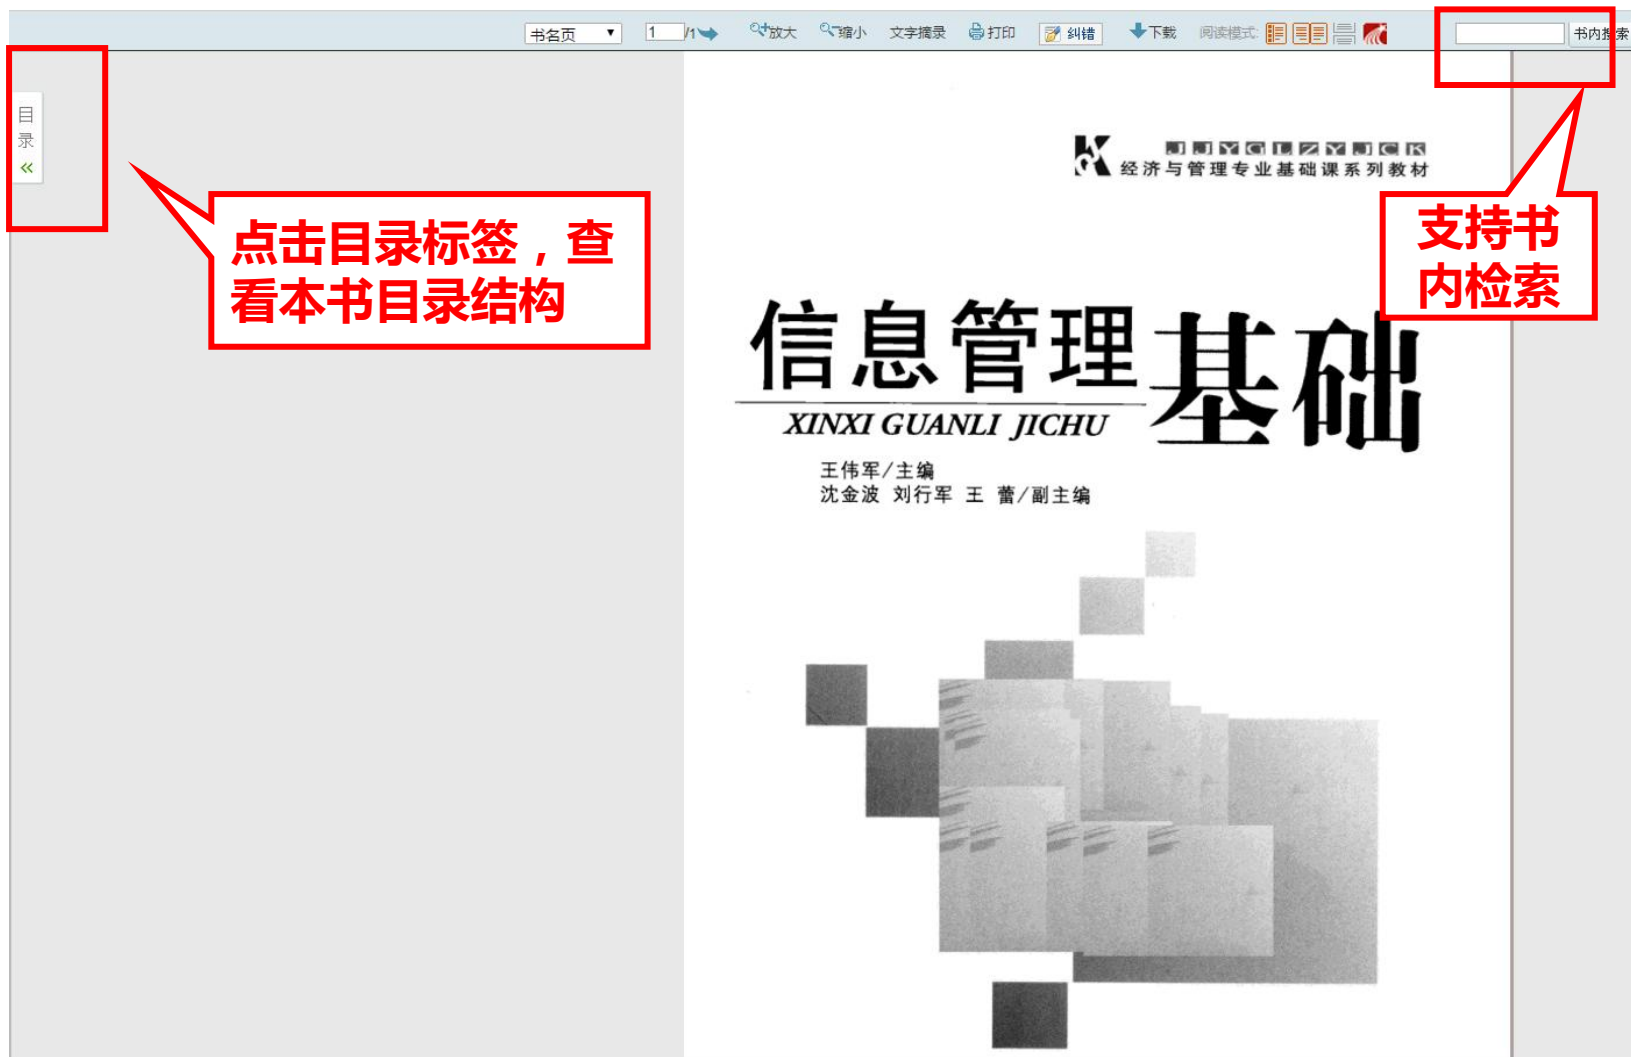 书名页 1 /1 放大 缩小 文字摘录 打印 纠错 下载 阅读模式: 书内搜索
目
录
JJYGLZYJCK
经济与管理专业基础课系列教材
点击目录标签，查
看本书目录结构
支持书
内检索
信息管理基础
XINXI GUANLI JICHU
王伟军/主编
沈金波 刘行军 王 蕾/副主编